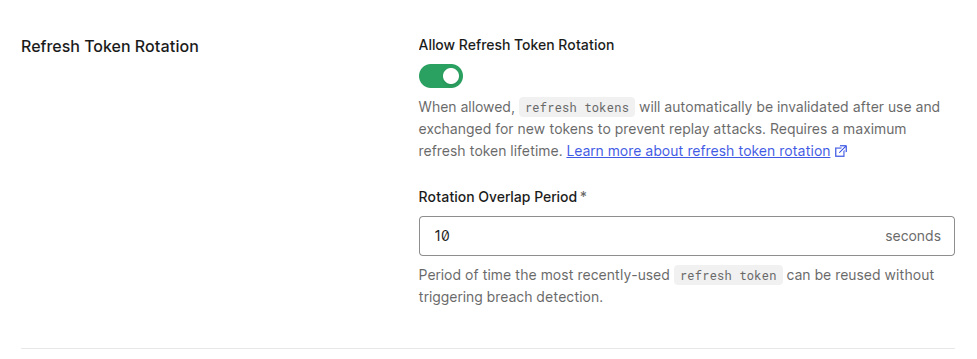 Refresh Token Rotation
Allow Refresh Token Rotation
When allowed, refresh tokens will automatically be invalidated after use and
exchanged for new tokens to prevent replay attacks. Requires a maximum
refresh token lifetime. Learn more about refresh token rotation
Rotation Overlap Period *
10 seconds
Period of time the most recently-used refresh token can be reused without
triggering breach detection.